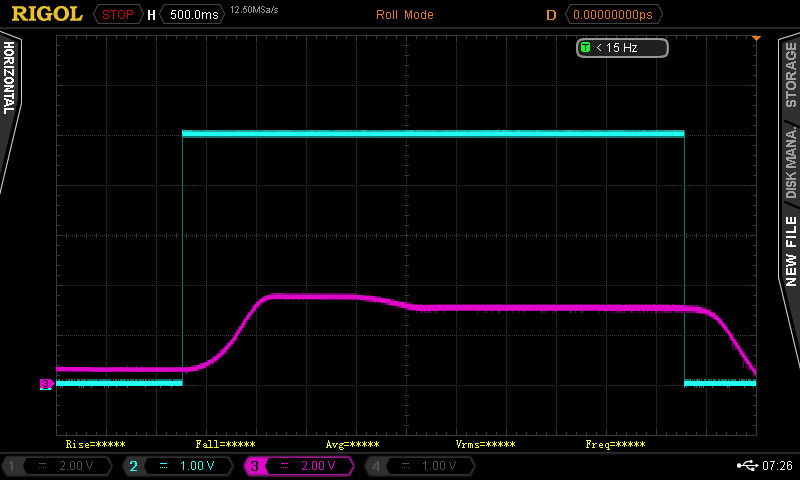 RIGOL STOP H 500.0ms 12.50MSa/s Roll Mode D 0.00000000ps
T < 15 Hz
HORIZONTAL
STORAGE
DISK MANA.
NEW FILE
3
Rise=***** Fall=***** Avg=***** Vrms=***** Freq=*****
1 = 2.00 V 2 = 1.00 V 3 = 2.00 V 4 = 1.00 V 07:26